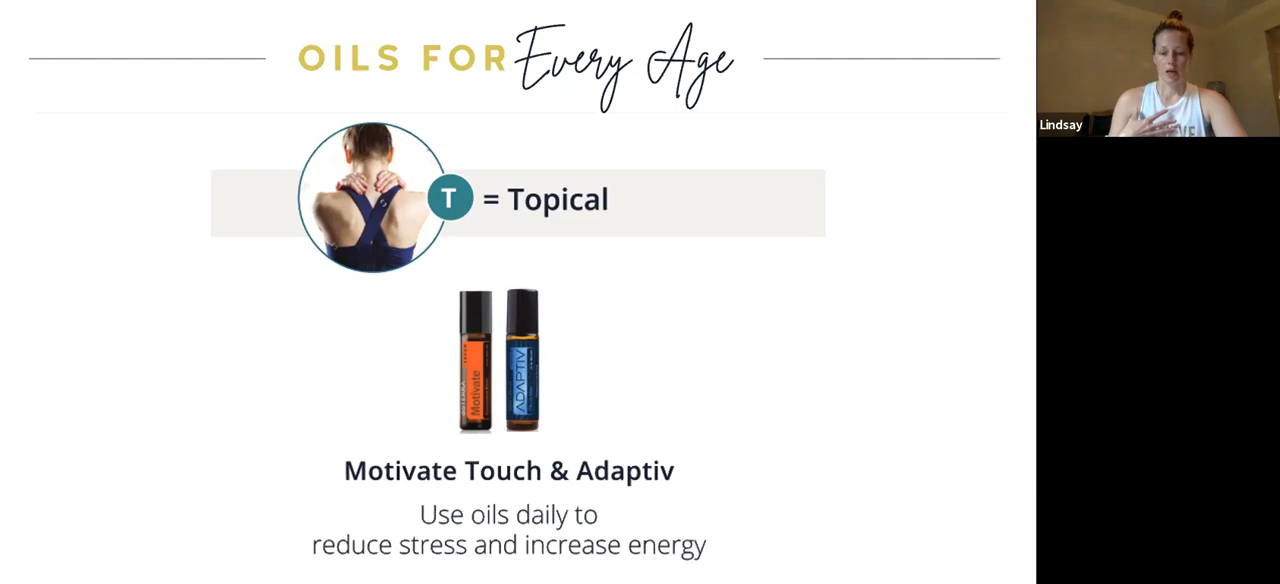 OILS FOR Every Age
Lindsay
T = Topical
doTERRA Motivate
ADAPTIV
Motivate Touch & Adaptiv
Use oils daily to
reduce stress and increase energy